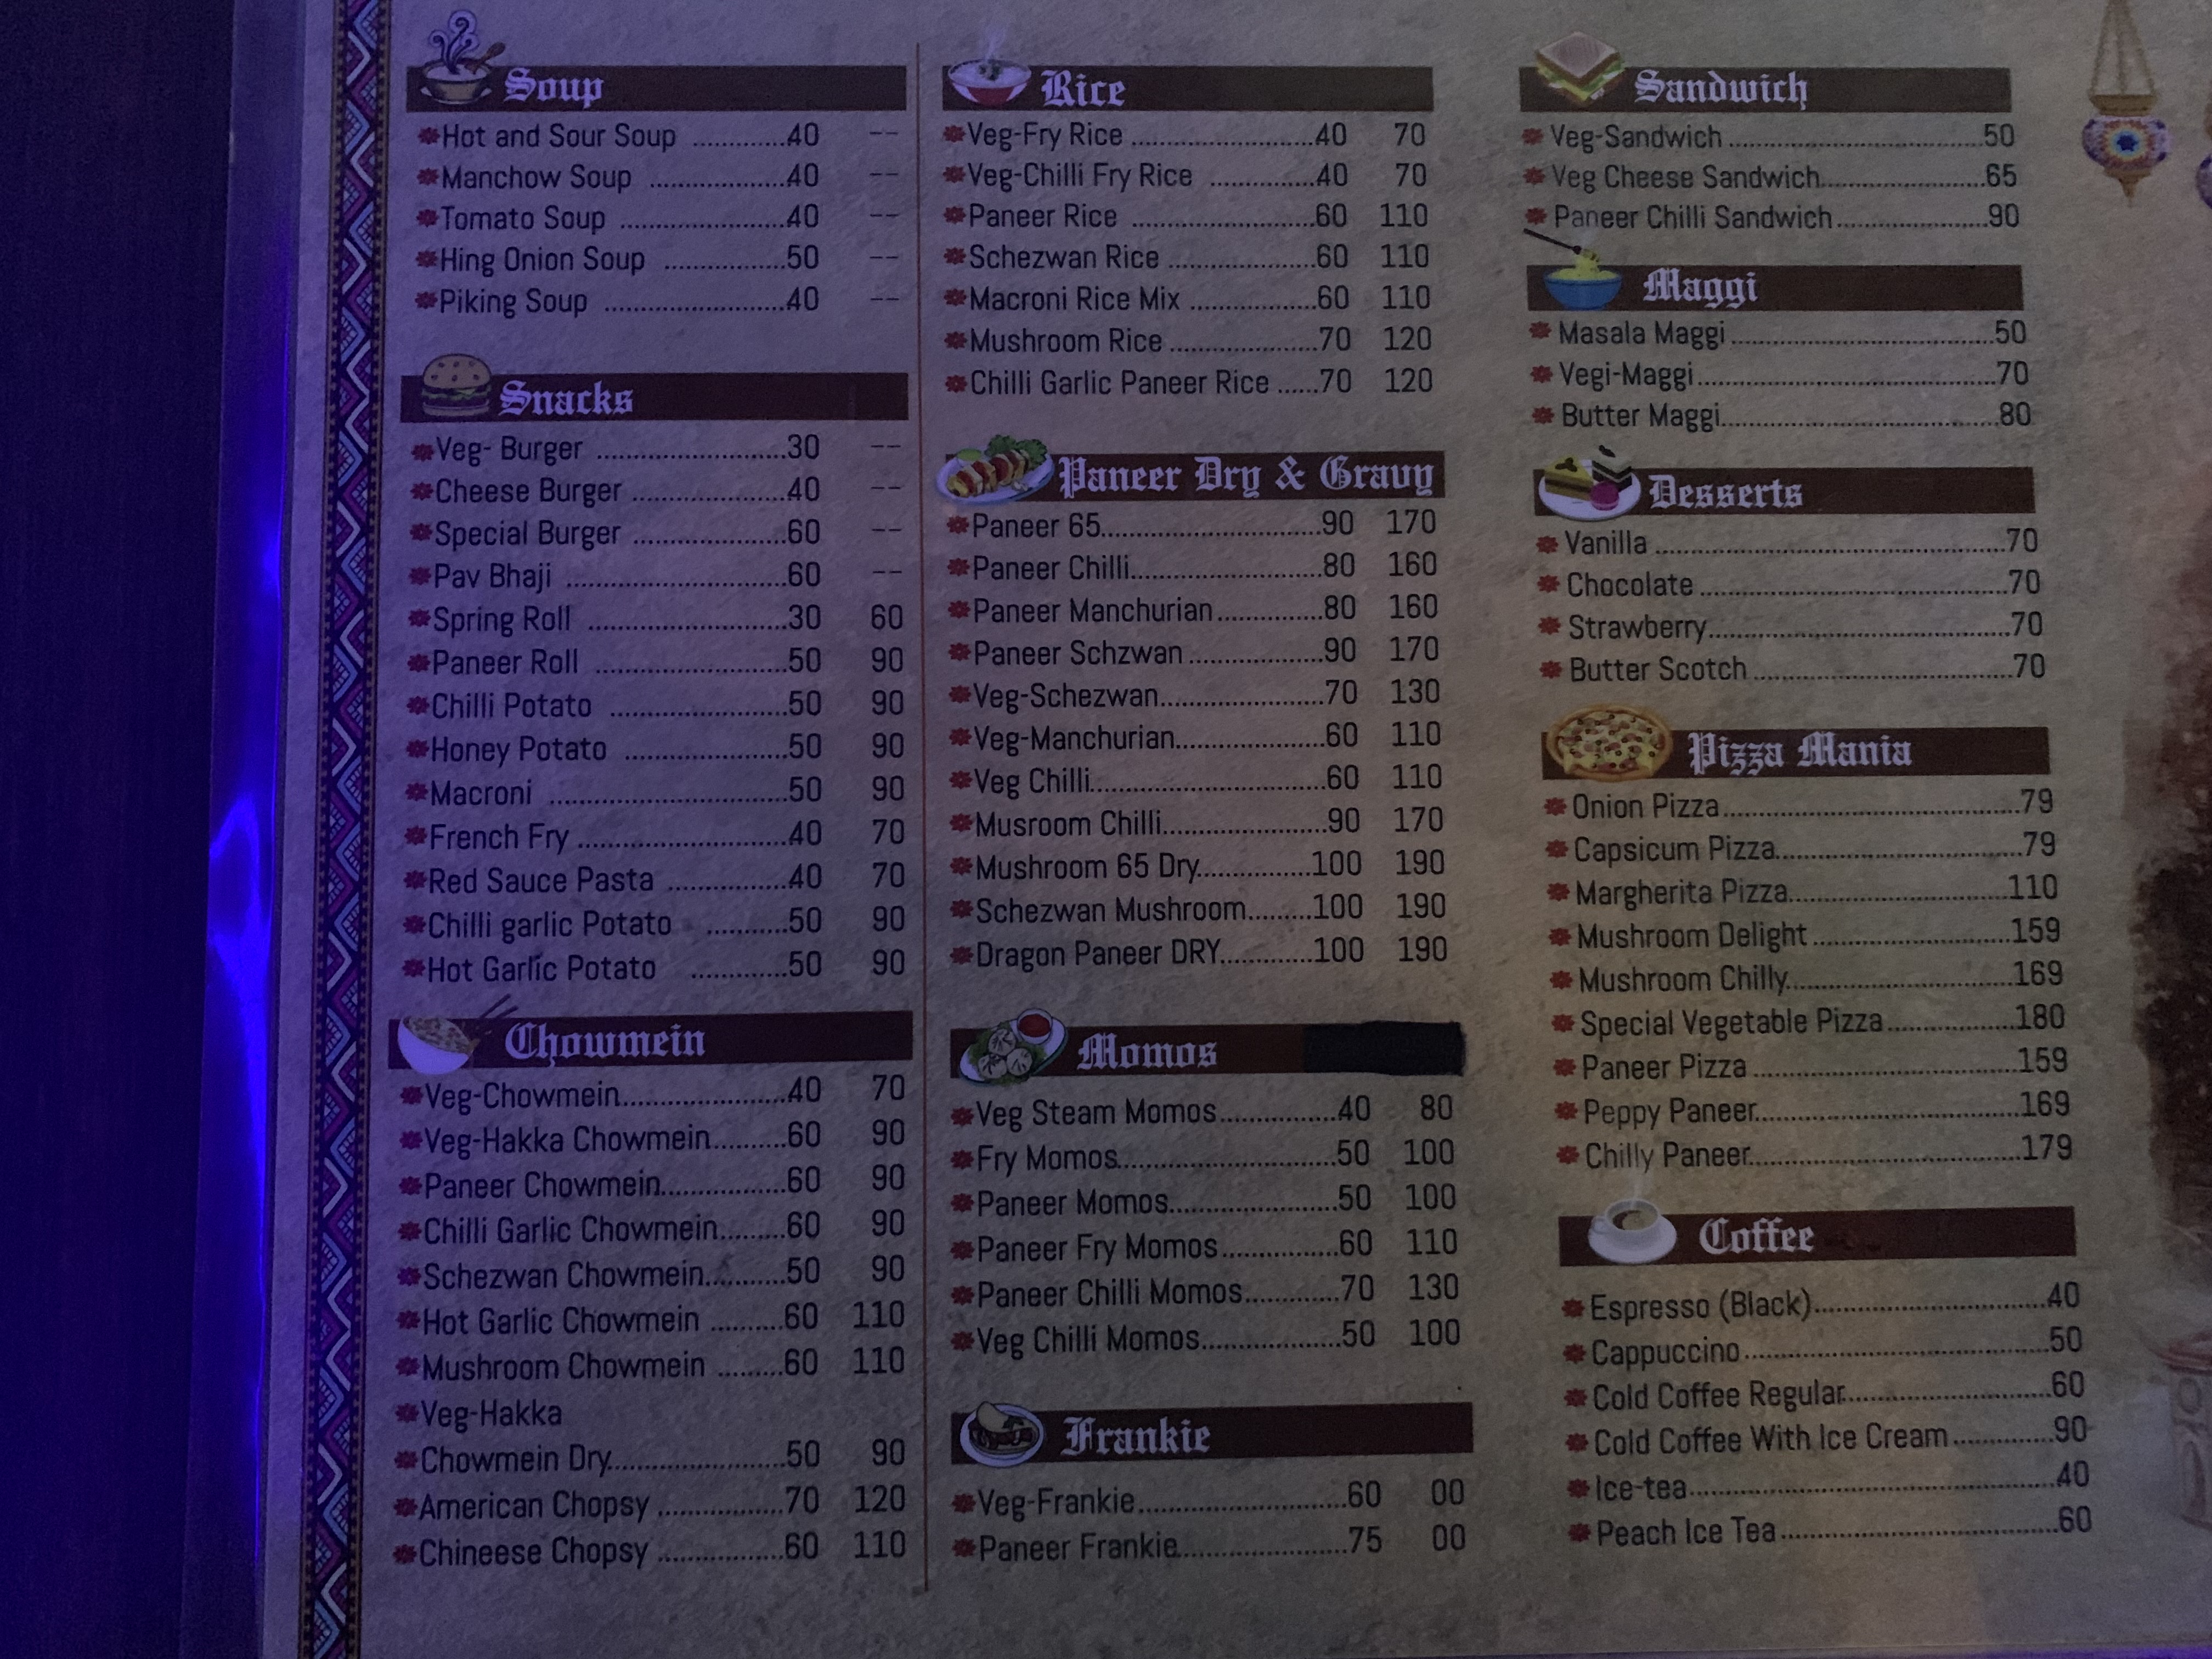 Soup
Hot and Sour Soup ..........40 --
Manchow Soup ..............40 --
Tomato Soup .................40 --
Hing Onion Soup ............50 --
Piking Soup ...................40 --
Snacks
Veg- Burger ...................30 --
Cheese Burger ................40 --
Special Burger ................60 --
Pav Bhaji .......................60 --
Spring Roll .....................30 60
Paneer Roll ....................50 90
Chilli Potato ...................50 90
Honey Potato .................50 90
Macroni .........................50 90
French Fry .....................40 70
Red Sauce Pasta .............40 70
Chilli garlic Potato ..........50 90
Hot Garlic Potato ............50 90
Chowmein
Veg-Chowmein................40 70
Veg-Hakka Chowmein.......60 90
Paneer Chowmein............60 90
Chilli Garlic Chowmein......60 90
Schezwan Chowmein........50 90
Hot Garlic Chowmein ........60 110
Mushroom Chowmein .......60 110
Veg-Hakka
Chowmein Dry.................50 90
American Chopsy .............70 120
Chineese Chopsy .............60 110
Rice
Veg-Fry Rice ...................40 70
Veg-Chilli Fry Rice ............40 70
Paneer Rice ....................60 110
Schezwan Rice ................60 110
Macroni Rice Mix .............60 110
Mushroom Rice ...............70 120
Chilli Garlic Paneer Rice ....70 120
Paneer Dry & Gravy
Paneer 65.......................90 170
Paneer Chilli....................80 160
Paneer Manchurian...........80 160
Paneer Schzwan ..............90 170
Veg-Schezwan.................70 130
Veg-Manchurian...............60 110
Veg Chilli........................60 110
Musroom Chilli.................90 170
Mushroom 65 Dry.............100 190
Schezwan Mushroom........100 190
Dragon Paneer DRY..........100 190
Momos
Veg Steam Momos............40 80
Fry Momos......................50 100
Paneer Momos.................50 100
Paneer Fry Momos............60 110
Paneer Chilli Momos..........70 130
Veg Chilli Momos..............50 100
Frankie
Veg-Frankie.....................60 00
Paneer Frankie.................75 00
Sandwich
Veg-Sandwich .................50
Veg Cheese Sandwich........65
Paneer Chilli Sandwich.......90
Maggi
Masala Maggi ..................50
Vegi-Maggi......................70
Butter Maggi....................80
Desserts
Vanilla ...........................70
Chocolate .......................70
Strawberry......................70
Butter Scotch ..................70
Pizza Mania
Onion Pizza .....................79
Capsicum Pizza................79
Margherita Pizza...............110
Mushroom Delight.............159
Mushroom Chilly...............169
Special Vegetable Pizza .....180
Paneer Pizza ...................159
Peppy Paneer...................169
Chilly Paneer....................179
Coffee
Espresso (Black)...............40
Cappuccino .....................50
Cold Coffee Regular...........60
Cold Coffee With Ice Cream ..........90
Ice-tea ...........................40
Peach Ice Tea ..................60